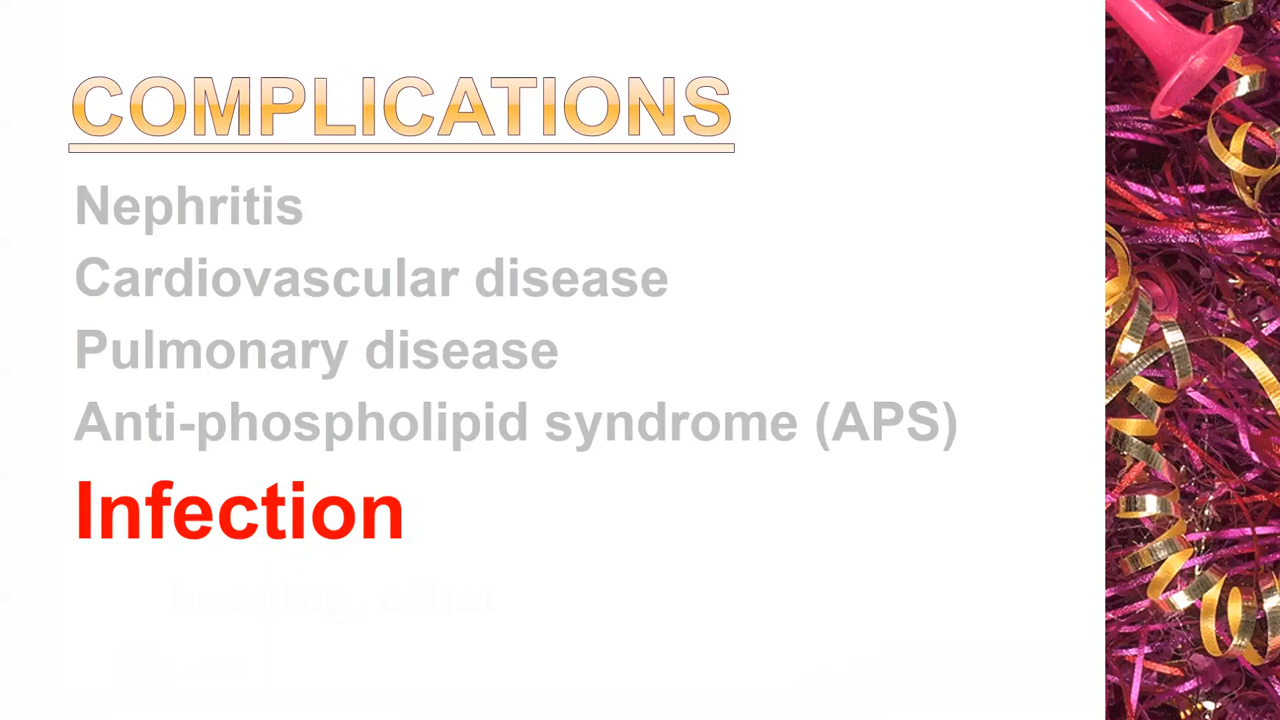 COMPLICATIONS
Nephritis
Cardiovascular disease
Pulmonary disease
Anti-phospholipid syndrome (APS)
Infection